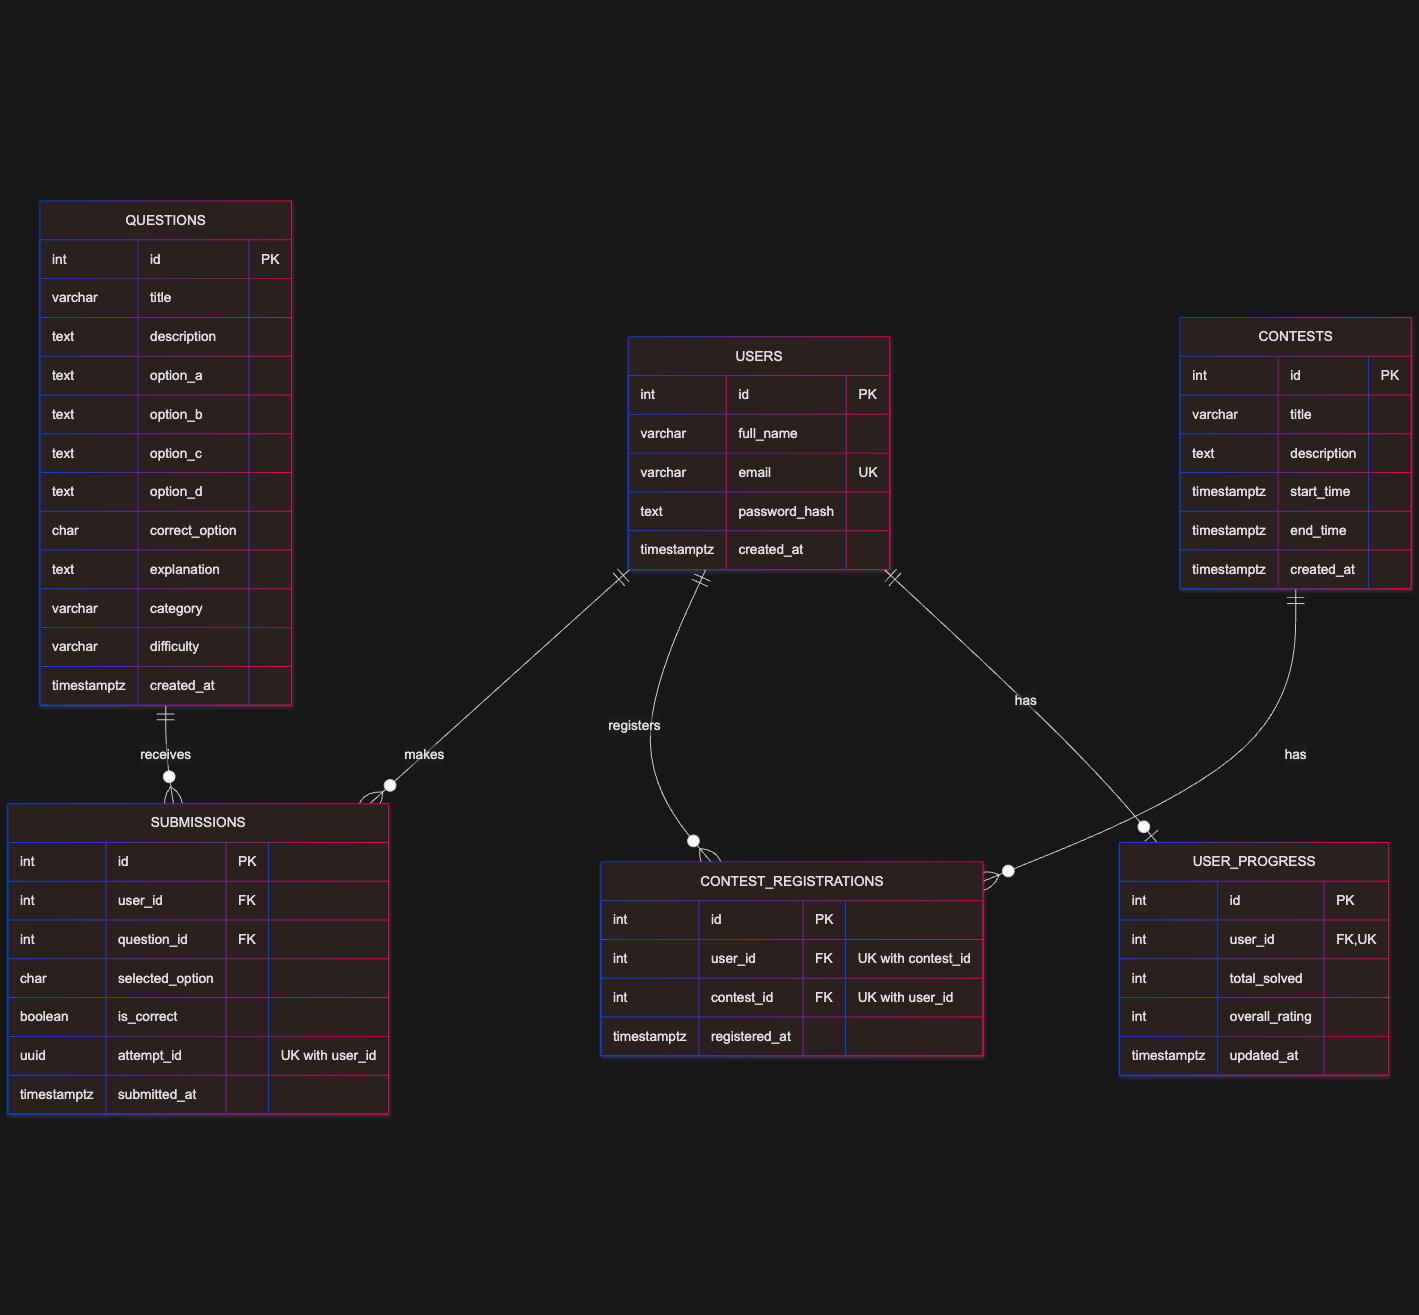 QUESTIONS
int id PK
varchar title
text description
text option_a
text option_b
text option_c
text option_d
char correct_option
text explanation
varchar category
varchar difficulty
timestamptz created_at
USERS
int id PK
varchar full_name
varchar email UK
text password_hash
timestamptz created_at
CONTESTS
int id PK
varchar title
text description
timestamptz start_time
timestamptz end_time
timestamptz created_at
receives
makes
registers
has
has
SUBMISSIONS
int id PK
int user_id FK
int question_id FK
char selected_option
boolean is_correct
uuid attempt_id UK with user_id
timestamptz submitted_at
CONTEST_REGISTRATIONS
int id PK
int user_id FK UK with contest_id
int contest_id FK UK with user_id
timestamptz registered_at
USER_PROGRESS
int id PK
int user_id FK,UK
int total_solved
int overall_rating
timestamptz updated_at